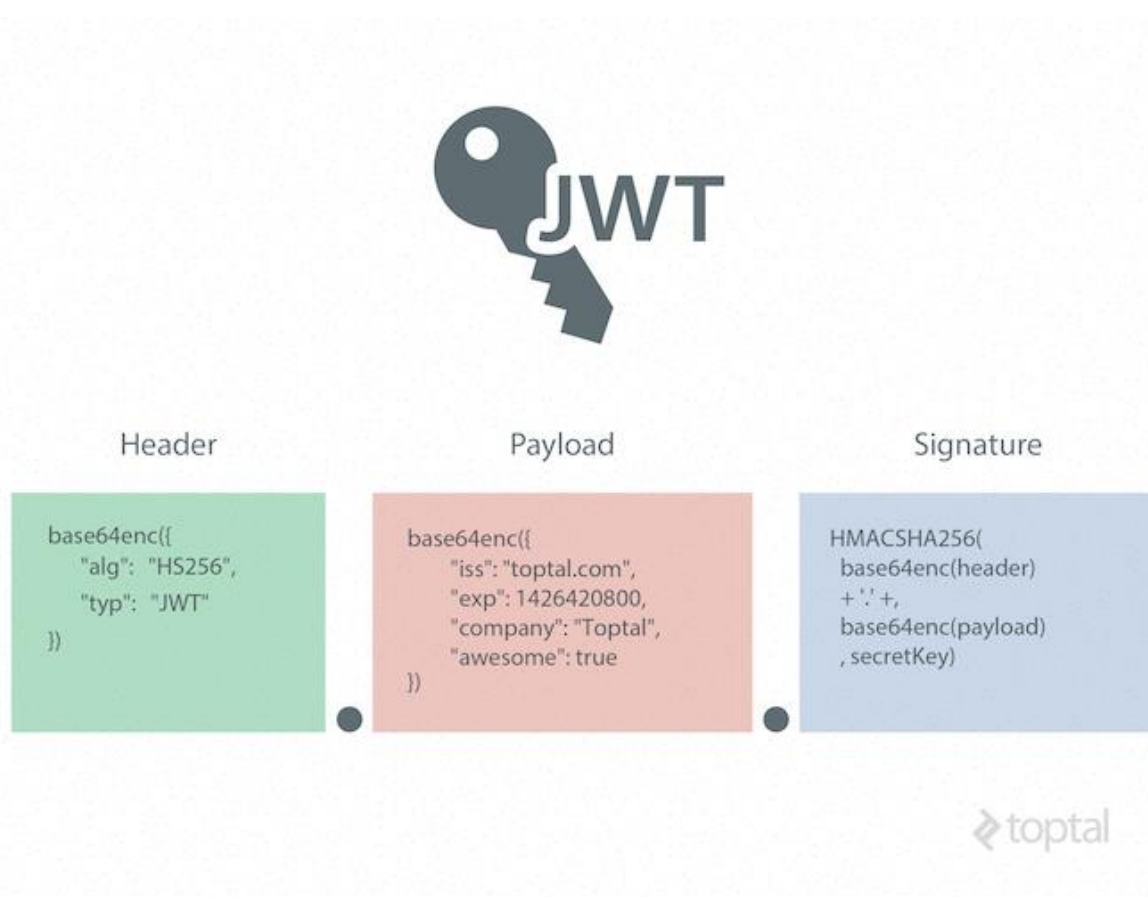 JWT
Header
base64enc({
"alg": "HS256",
"typ": "JWT"
})
Payload
base64enc({
"iss": "toptal.com",
"exp": 1426420800,
"company": "Toptal",
"awesome": true
})
Signature
HMACSHA256(
base64enc(header)
+ '.' +,
base64enc(payload)
, secretKey)
toptal